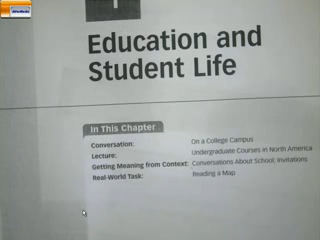 Education and
Student Life
In This Chapter
Conversation: On a College Campus
Lecture: Undergraduate Courses in North America
Getting Meaning from Context: Conversations About School; Invitations
Real-World Task: Reading a Map